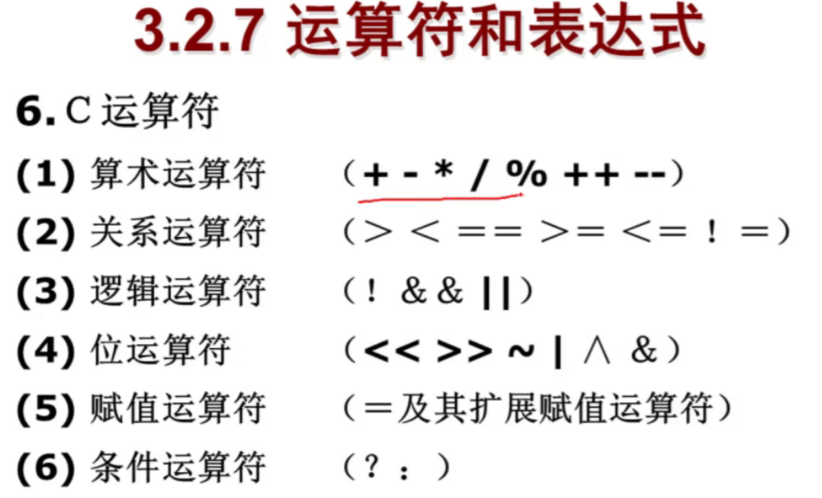 3.2.7 运算符和表达式
6. C 运算符
(1) 算术运算符 （+ - * / % ++ --）
(2) 关系运算符 （＞ ＜ ＝＝ ＞＝ ＜＝ ！＝）
(3) 逻辑运算符 （！ ＆＆ ||）
(4) 位运算符 （<< >> ~ | ∧ ＆）
(5) 赋值运算符 （＝及其扩展赋值运算符）
(6) 条件运算符 （？：）